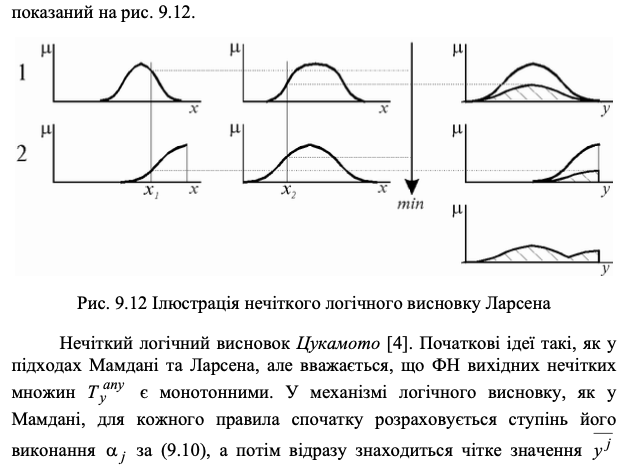 показаний на рис. 9.12.
μ μ μ
1
x x y
μ μ μ
2
x₁ x x₂ x min y
μ
y
Рис. 9.12 Ілюстрація нечіткого логічного висновку Ларсена
Нечіткий логічний висновок Цукамото [4]. Початкові ідеї такі, як у
підходах Мамдані та Ларсена, але вважається, що ФН вихідних нечітких
множин T_y^{any} є монотонними. У механізмі логічного висновку, як у
Мамдані, для кожного правила спочатку розраховується ступінь його
виконання α_j за (9.10), а потім відразу знаходиться чітке значення \overline{y^j}